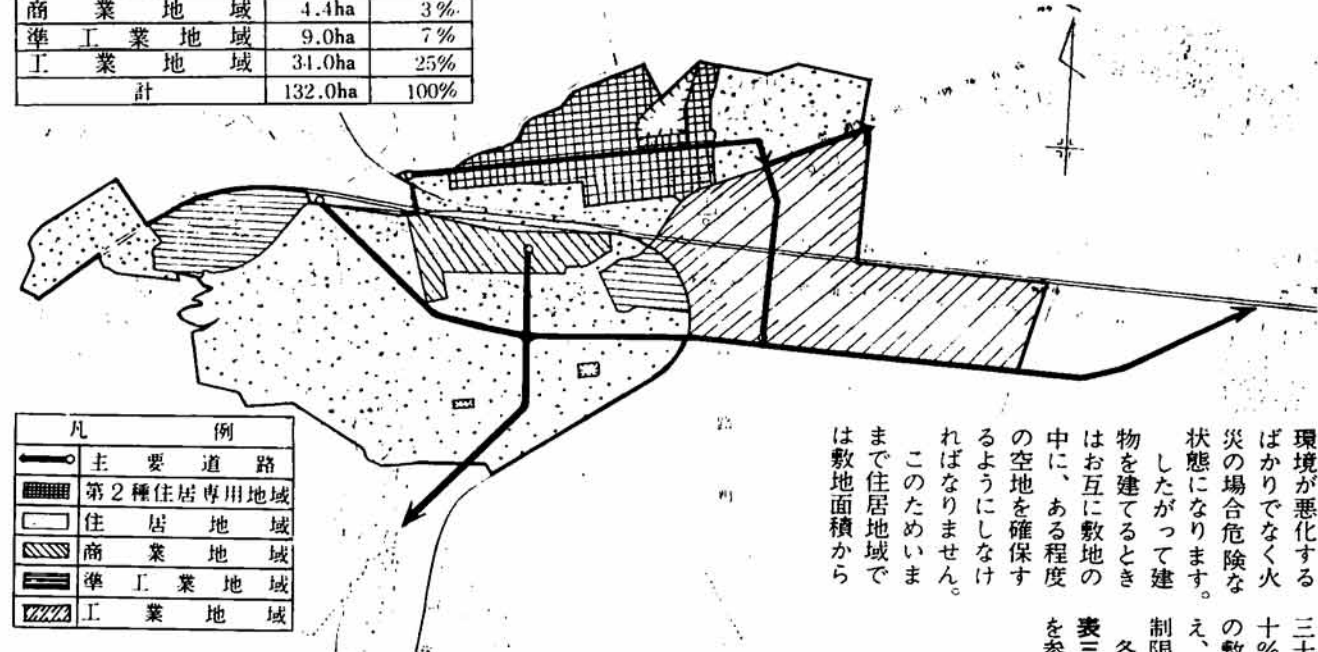 商業地域 4.4ha 3%
準工業地域 9.0ha 7%
工業地域 31.0ha 25%
計 132.0ha 100%
凡例
主要道路
第2種住居専用地域
住居地域
商業地域
準工業地域
工業地域
環境が悪化する
ばかりでなく火
災の場合危険な
状態になります。
したがって建
物を建てるとき
はお互に敷地の
中に、ある程度
の空地を確保す
るようにしなけ
ればなりません。
このためいま
まで住居地域で
は敷地面積から
三十
十%
の敷
え、
制限
各
表三
を参